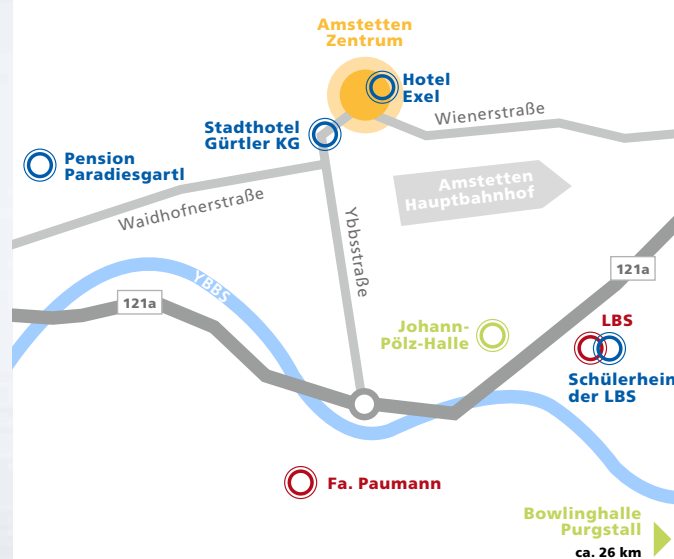 Amstetten
Zentrum
Hotel
Exel
Wienerstraße
Stadthotel
Gürtler KG
Pension
Paradiesgartl
Amstetten
Hauptbahnhof
Waidhofnerstraße
Ybbsstraße
YBBS
121a
121a
Johann-
Pölz-Halle
LBS
Schülerheim
der LBS
Fa. Paumann
Bowlinghalle
Purgstall
ca. 26 km